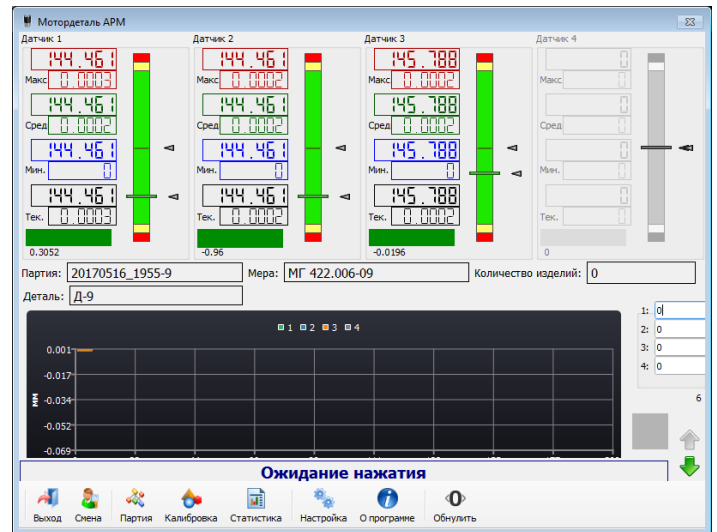 Мотордеталь АРМ
Датчик 1 Датчик 2 Датчик 3 Датчик 4
144.461 144.461 145.788 0
Макс 0.0003 Макс 0.0002 Макс 0.0002 Макс 0
144.461 144.461 145.788 0
Сред 0.0002 Сред 0.0002 Сред 0.0002 Сред 0
144.461 144.461 145.788 0
Мин. 0 Мин. 0 Мин. 0 Мин. 0
144.461 144.461 145.788 0
Тек. 0.0003 Тек. 0.0002 Тек. 0.0002 Тек. 0
0.3052 -0.96 -0.0196 0
Партия: 20170516_1955-9 Мера: МГ 422.006-09 Количество изделий: 0
Деталь: Д-9
1: 0
2: 0
3: 0
4: 0
6
1 2 3 4
0.001
-0.017
-0.034
-0.052
-0.069
мм
Ожидание нажатия
Выход Смена Партия Калибровка Статистика Настройка О программе Обнулить